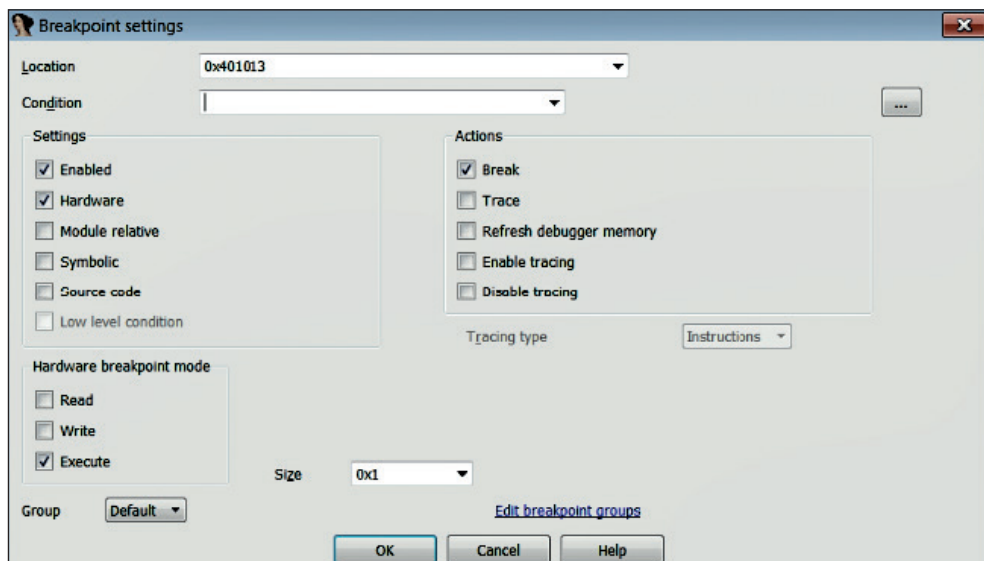 Breakpoint settings
Location 0x401013
Condition
...
Settings
Enabled
Hardware
Module relative
Symbolic
Source code
Low level condition
Actions
Break
Trace
Refresh debugger memory
Enable tracing
Disable tracing
Tracing type Instructions
Hardware breakpoint mode
Read
Write
Execute
Size 0x1
Group Default
Edit breakpoint groups
OK Cancel Help